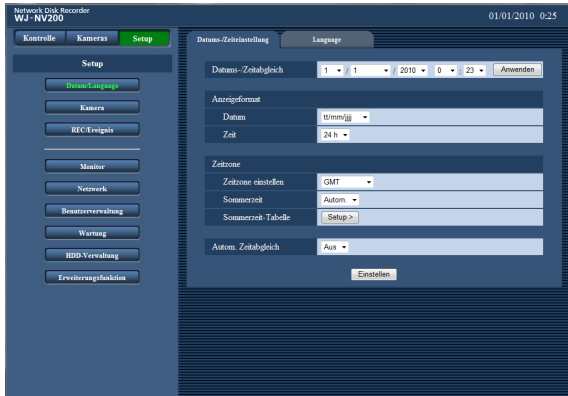 Network Disk Recorder
WJ-NV200
01/01/2010 0:25
Kontrolle Kameras Setup
Setup
Datum/Language
Kamera
REC/Ereignis
Monitor
Netzwerk
Benutzerverwaltung
Wartung
HDD-Verwaltung
Erweiterungsfunktion
Datums-/Zeiteinstellung Language
Datums-/Zeitabgleich 1 / 1 / 2010 - 0 : 23 Anwenden
Anzeigeformat
Datum tt/mm/jjjj
Zeit 24 h
Zeitzone
Zeitzone einstellen GMT
Sommerzeit Autom.
Sommerzeit-Tabelle Setup >
Autom. Zeitabgleich Aus
Einstellen